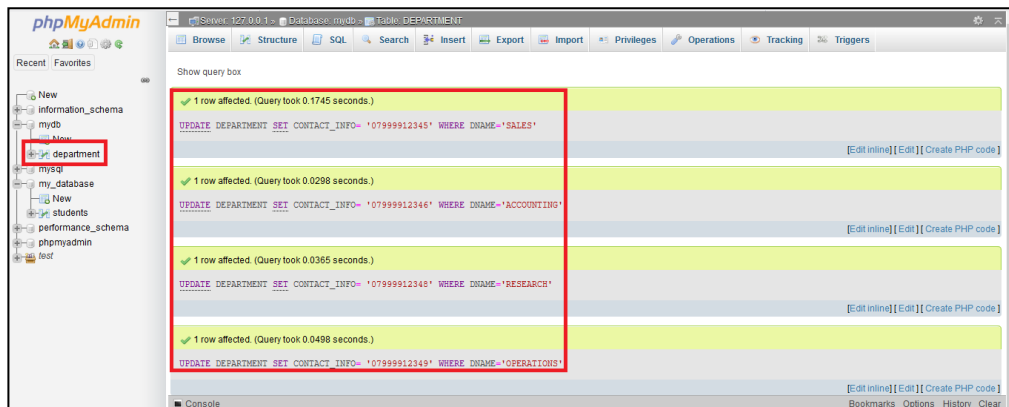 phpMyAdmin
Recent Favorites
New
information_schema
mydb
New
department
mysql
my_database
New
students
performance_schema
phpmyadmin
test
Server: 127.0.0.1 » Database: mydb » Table: DEPARTMENT
Browse Structure SQL Search Insert Export Import Privileges Operations Tracking Triggers
Show query box
1 row affected. (Query took 0.1745 seconds.)
UPDATE DEPARTMENT SET CONTACT_INFO= '07999912345' WHERE DNAME='SALES'
[Edit inline] [ Edit ] [ Create PHP code ]
1 row affected. (Query took 0.0298 seconds.)
UPDATE DEPARTMENT SET CONTACT_INFO= '07999912346' WHERE DNAME='ACCOUNTING'
[Edit inline] [ Edit ] [ Create PHP code ]
1 row affected. (Query took 0.0365 seconds.)
UPDATE DEPARTMENT SET CONTACT_INFO= '07999912348' WHERE DNAME='RESEARCH'
[Edit inline] [ Edit ] [ Create PHP code ]
1 row affected. (Query took 0.0498 seconds.)
UPDATE DEPARTMENT SET CONTACT_INFO= '07999912349' WHERE DNAME='OPERATIONS'
[Edit inline] [ Edit ] [ Create PHP code ]
Console
Bookmarks Options History Clear